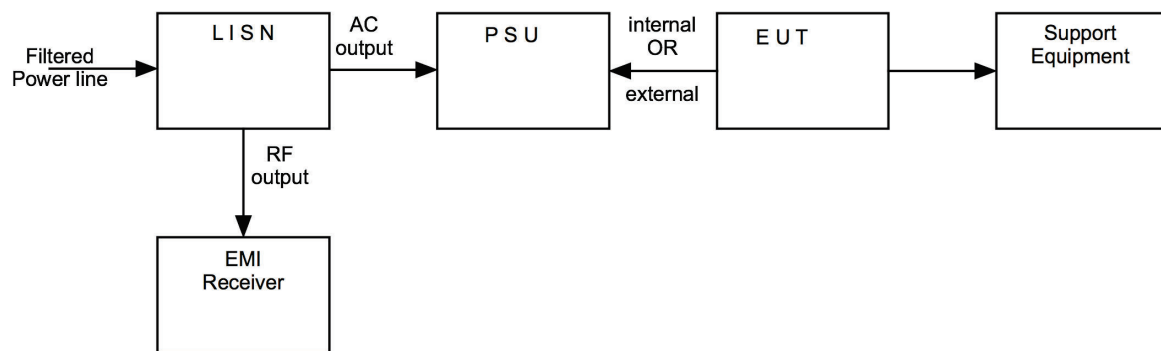 Filtered
Power line
L I S N
AC
output
P S U
internal
OR
external
E U T
Support
Equipment
RF
output
EMI
Receiver